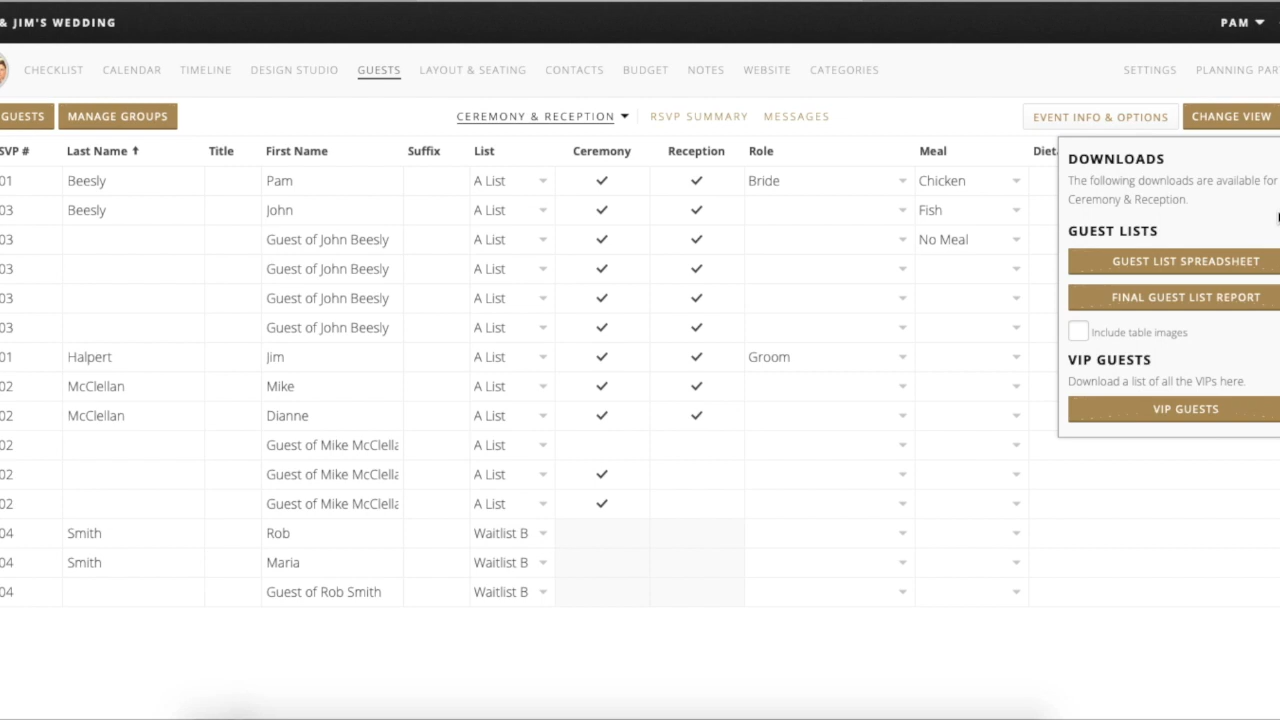 & JIM'S WEDDING
PAM
CHECKLIST CALENDAR TIMELINE DESIGN STUDIO GUESTS LAYOUT & SEATING CONTACTS BUDGET NOTES WEBSITE CATEGORIES SETTINGS PLANNING PAR
GUESTS MANAGE GROUPS CEREMONY & RECEPTION RSVP SUMMARY MESSAGES EVENT INFO & OPTIONS CHANGE VIEW
SVP # Last Name Title First Name Suffix List Ceremony Reception Role Meal Dieta
01 Beesly Pam A List Bride Chicken
03 Beesly John A List Fish
03 Guest of John Beesly A List No Meal
03 Guest of John Beesly A List
03 Guest of John Beesly A List
03 Guest of John Beesly A List
01 Halpert Jim A List Groom
02 McClellan Mike A List
02 McClellan Dianne A List
02 Guest of Mike McClella A List
02 Guest of Mike McClella A List
02 Guest of Mike McClella A List
04 Smith Rob Waitlist B
04 Smith Maria Waitlist B
04 Guest of Rob Smith Waitlist B
DOWNLOADS
The following downloads are available for
Ceremony & Reception.
GUEST LISTS
GUEST LIST SPREADSHEET
FINAL GUEST LIST REPORT
Include table images
VIP GUESTS
Download a list of all the VIPs here.
VIP GUESTS